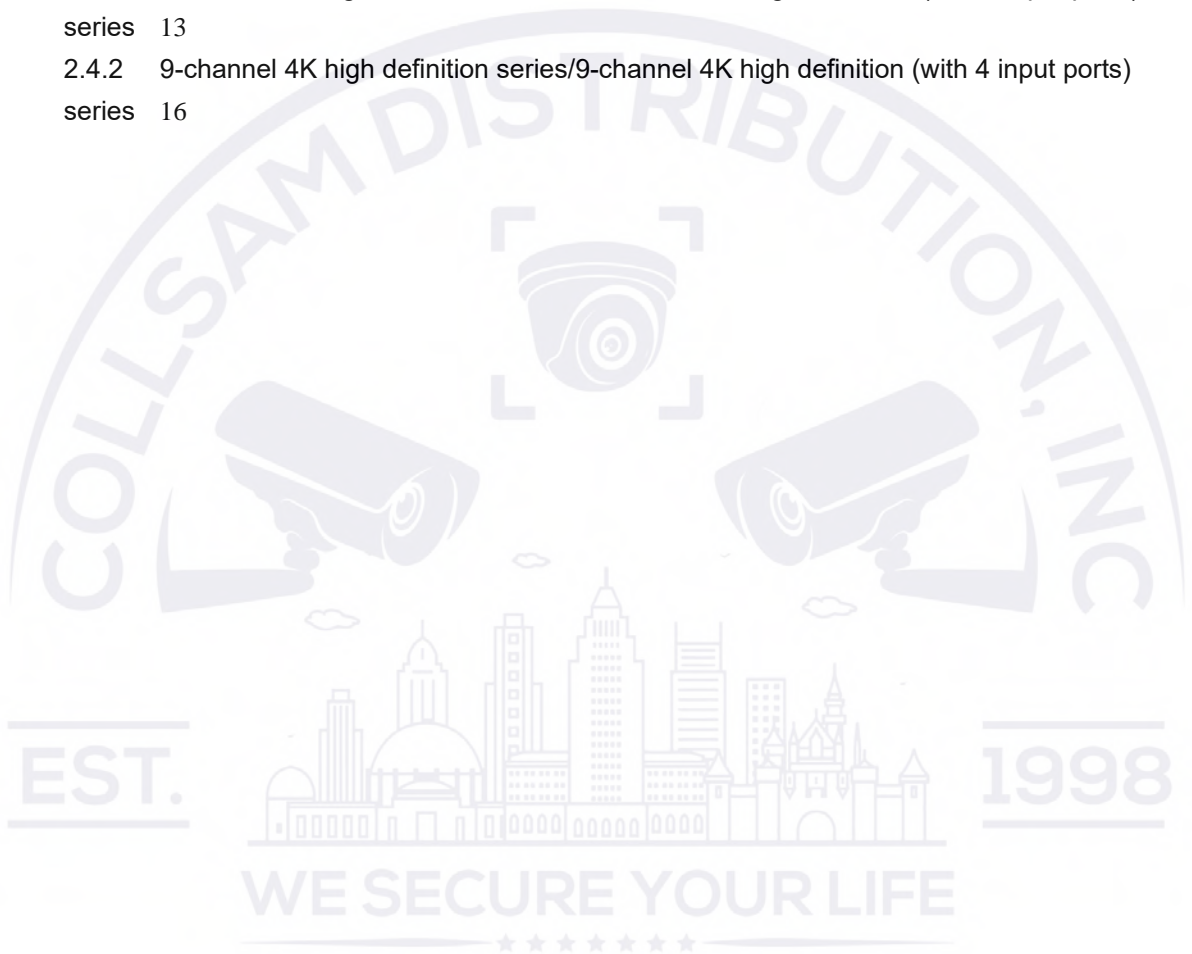 series 13
2.4.2 9-channel 4K high definition series/9-channel 4K high definition (with 4 input ports)
series 16
COLLSAM DISTRIBUTION, INC
EST.
1998
WE SECURE YOUR LIFE